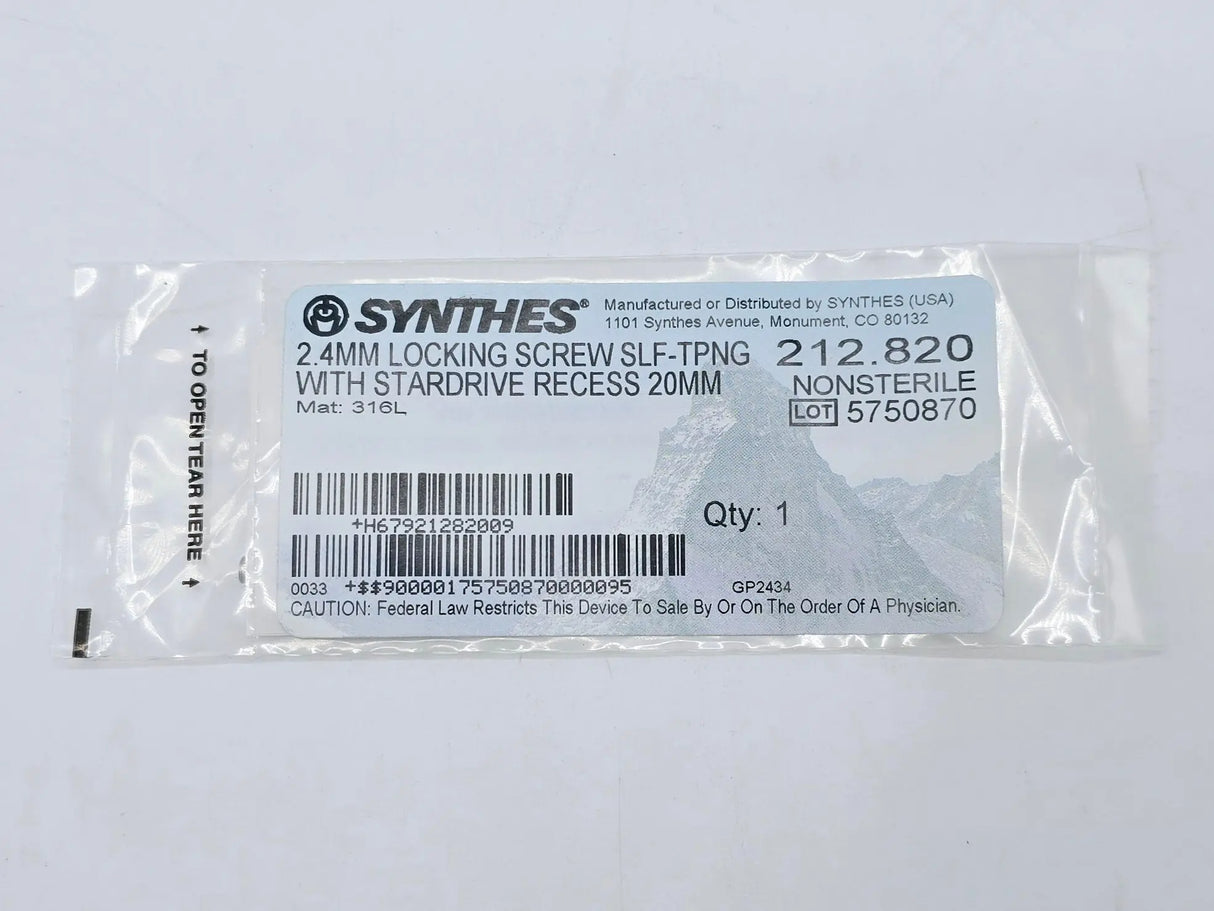 SYNTHES®
Manufactured or Distributed by SYNTHES (USA)
1101 Synthes Avenue, Monument, CO 80132
2.4MM LOCKING SCREW SLF-TPNG
WITH STARDRIVE RECESS 20MM
Mat: 316L
212.820
NONSTERILE
LOT 5750870
+H67921282009
Qty: 1
0033 +$$9000017575087​0000095
GP2434
CAUTION: Federal Law Restricts This Device To Sale By Or On The Order Of A Physician.
TO OPEN TEAR HERE